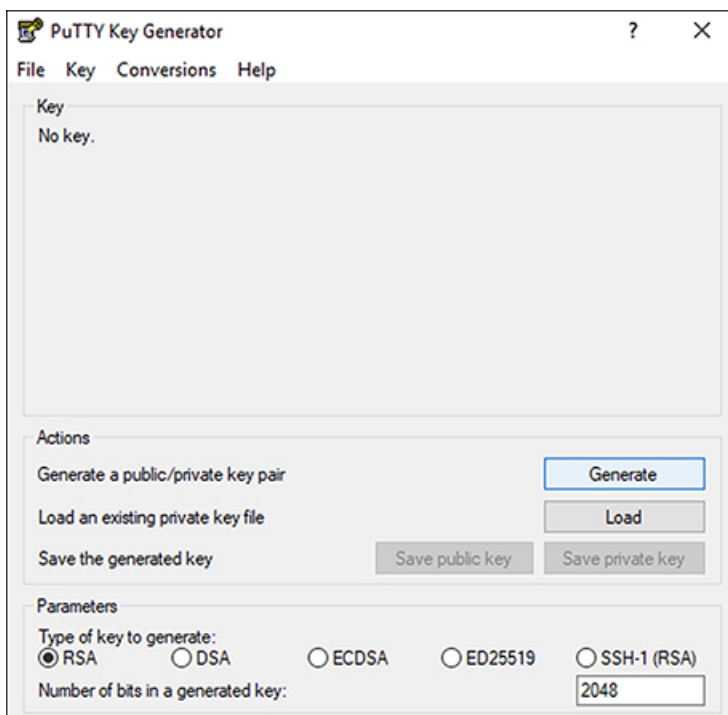 PuTTY Key Generator ?
File Key Conversions Help
Key
No key.
Actions
Generate a public/private key pair Generate
Load an existing private key file Load
Save the generated key Save public key Save private key
Parameters
Type of key to generate:
RSA DSA ECDSA ED25519 SSH-1 (RSA)
Number of bits in a generated key: 2048